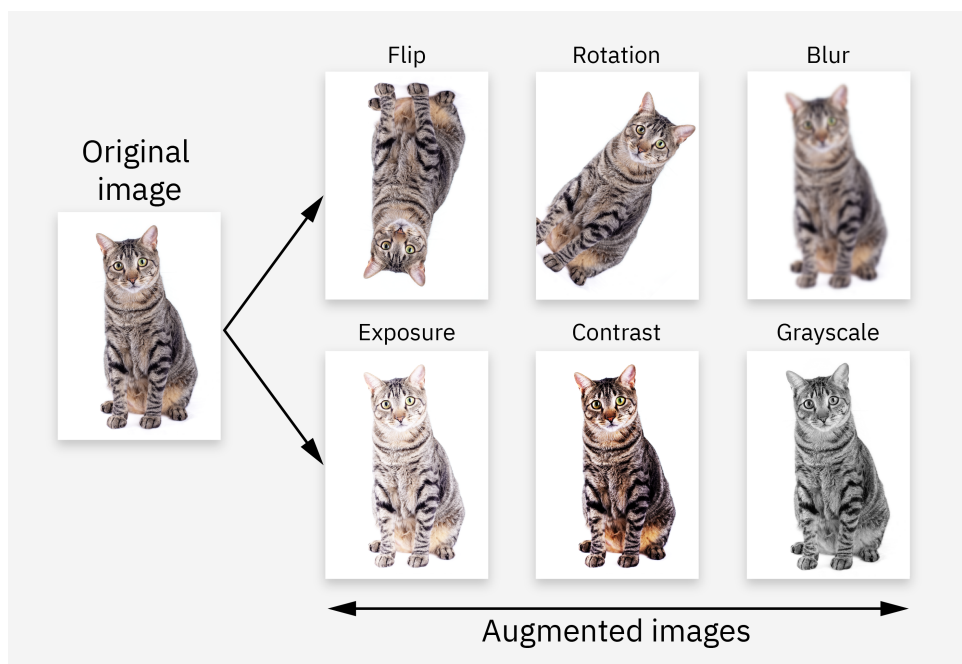 Original
image
Flip
Rotation
Blur
Exposure
Contrast
Grayscale
Augmented images